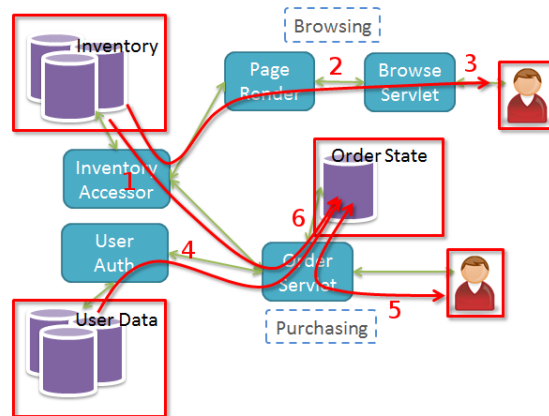 Browsing
Inventory
Page
Render
2
Browse
Servlet
3
Inventory
Accessor
1
Order State
User
Auth
4
6
Order
Servlet
User Data
5
Purchasing